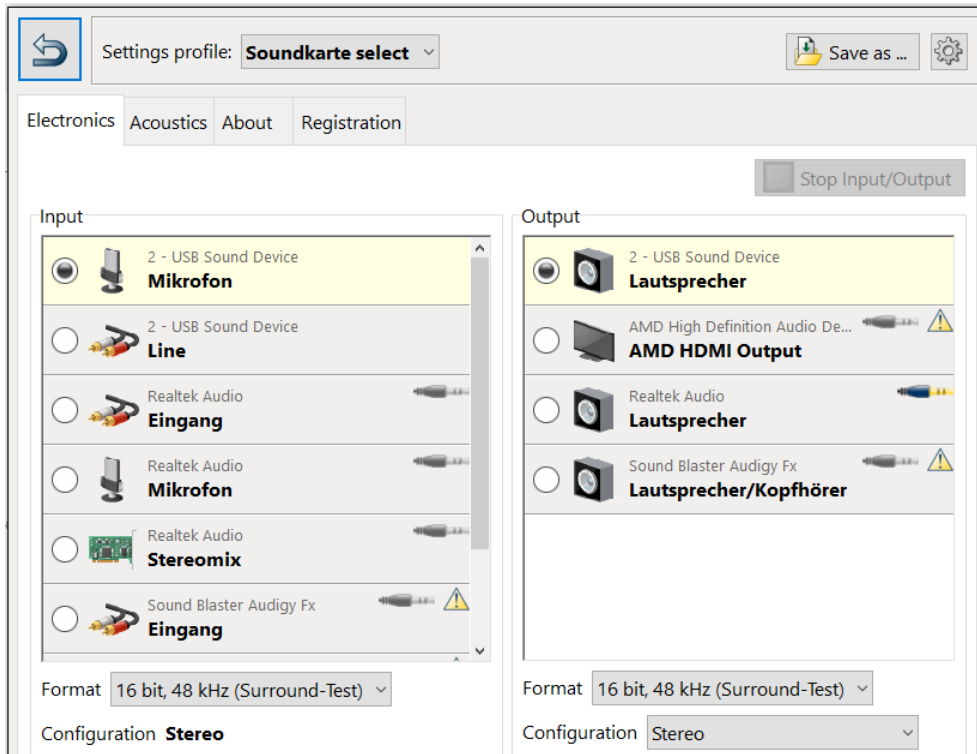 Settings profile: Soundkarte select
Save as ...
Electronics
Acoustics
About
Registration
Stop Input/Output
Input
2 - USB Sound Device
Mikrofon
2 - USB Sound Device
Line
Realtek Audio
Eingang
Realtek Audio
Mikrofon
Realtek Audio
Stereomix
Sound Blaster Audigy Fx
Eingang
Format 16 bit, 48 kHz (Surround-Test)
Configuration Stereo
Output
2 - USB Sound Device
Lautsprecher
AMD High Definition Audio De...
AMD HDMI Output
Realtek Audio
Lautsprecher
Sound Blaster Audigy Fx
Lautsprecher/Kopfhörer
Format 16 bit, 48 kHz (Surround-Test)
Configuration Stereo